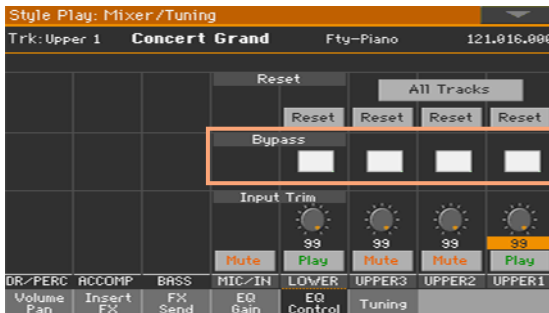 Style Play: Mixer/Tuning
Trk:Upper 1 Concert Grand Fty-Piano 121.016.000
Reset
All Tracks
Reset Reset Reset Reset
Bypass
Input Trim
99 99 99 99
Mute Play Mute Mute Play
DR/PERC ACCOMP BASS MIC/IN LOWER UPPER3 UPPER2 UPPER1
Volume Pan Insert FX FX Send EQ Gain EQ Control Tuning